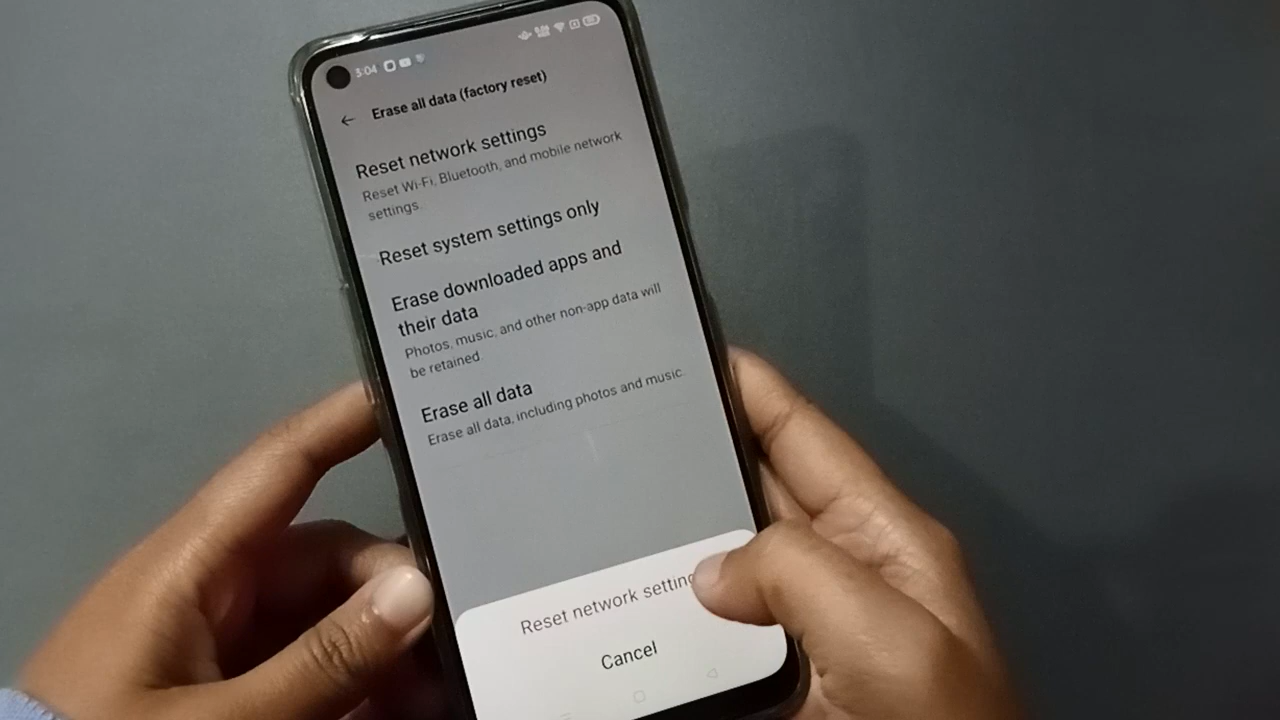 3:04
Erase all data (factory reset)
Reset network settings
Reset Wi-Fi, Bluetooth, and mobile network
settings.
Reset system settings only
Erase downloaded apps and
their data
Photos, music, and other non-app data will
be retained.
Erase all data
Erase all data, including photos and music.
Reset network setting
Cancel